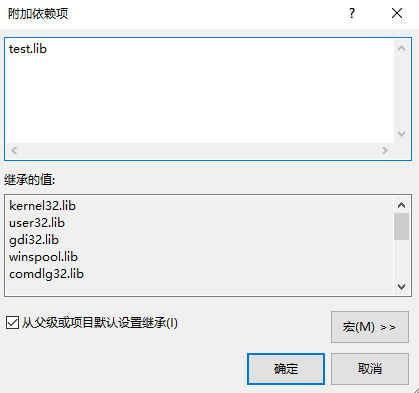 附加依赖项
?
test.lib
继承的值:
kernel32.lib
user32.lib
gdi32.lib
winspool.lib
comdlg32.lib
从父级或项目默认设置继承(I)
宏(M) >>
确定
取消